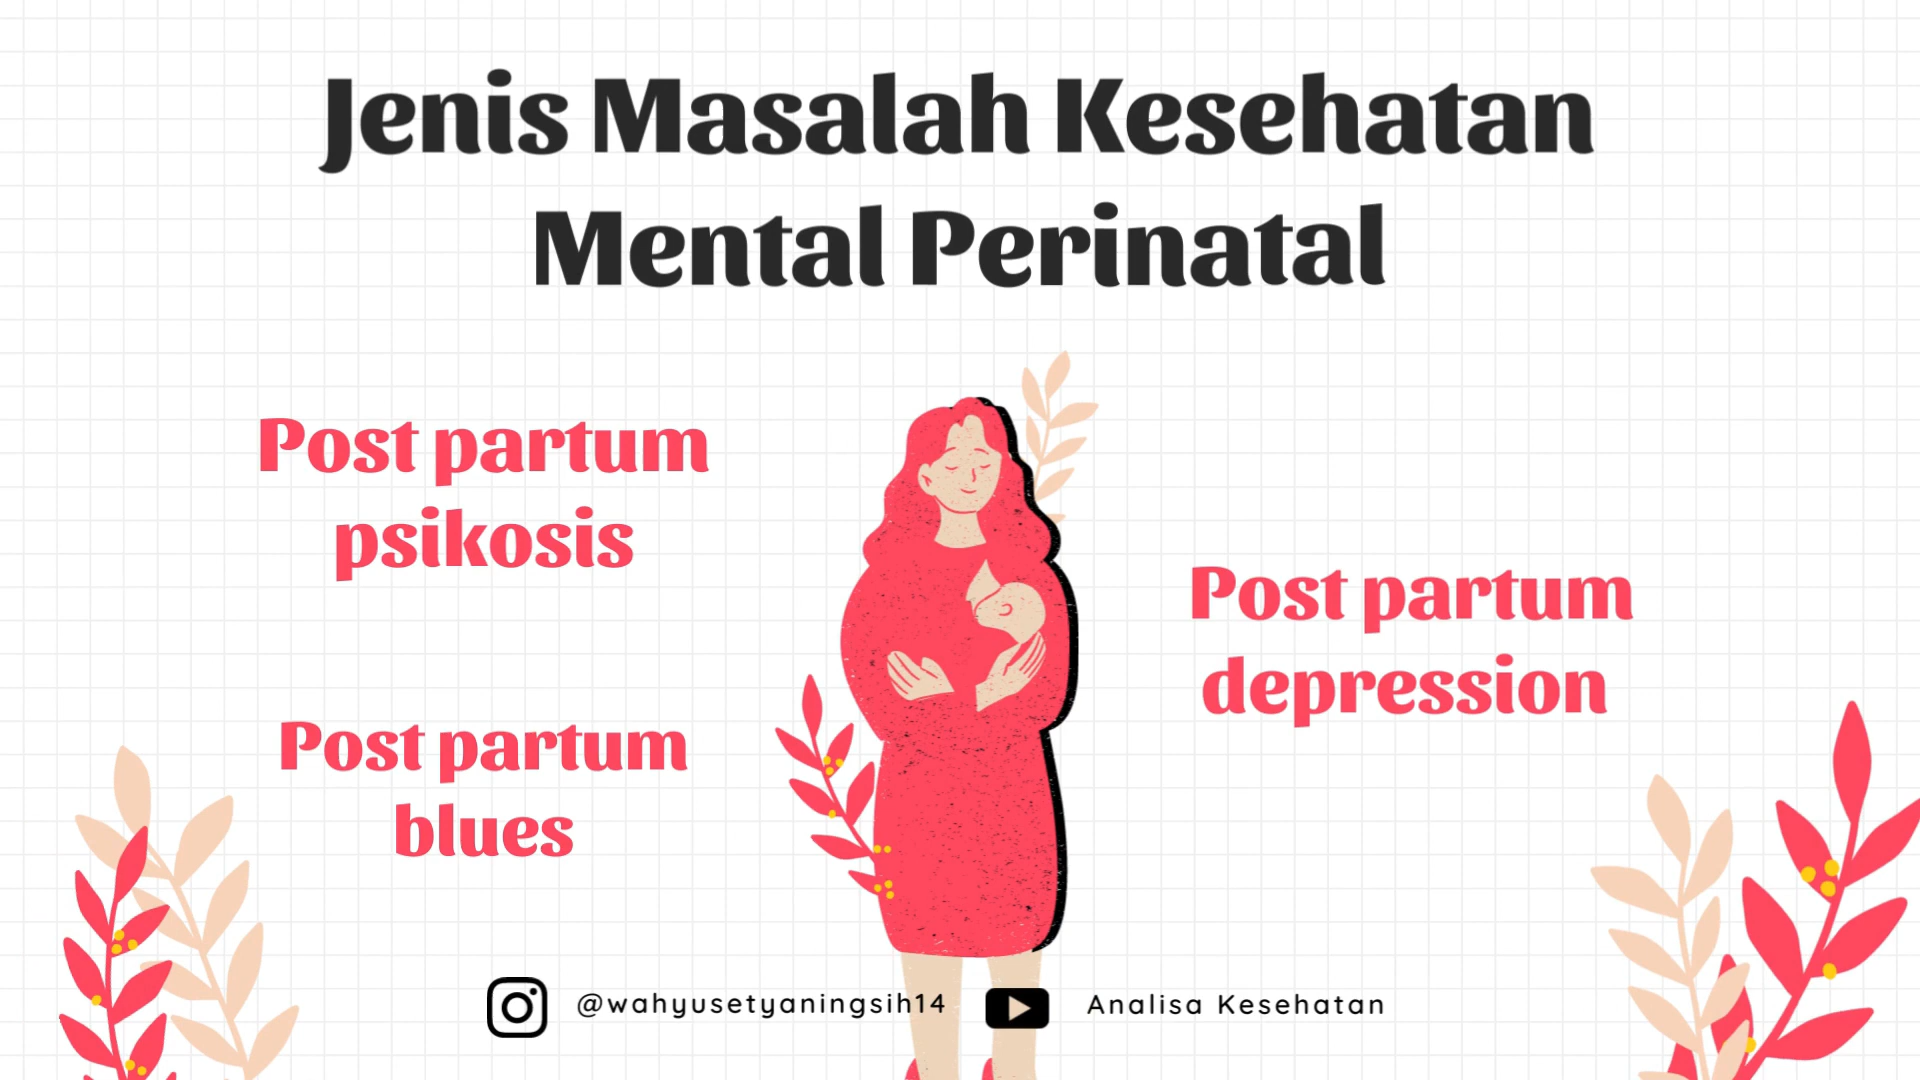 Jenis Masalah Kesehatan
Mental Perinatal
Post partum
psikosis
Post partum
blues
Post partum
depression
@wahyusetyaningsih14
Analisa Kesehatan